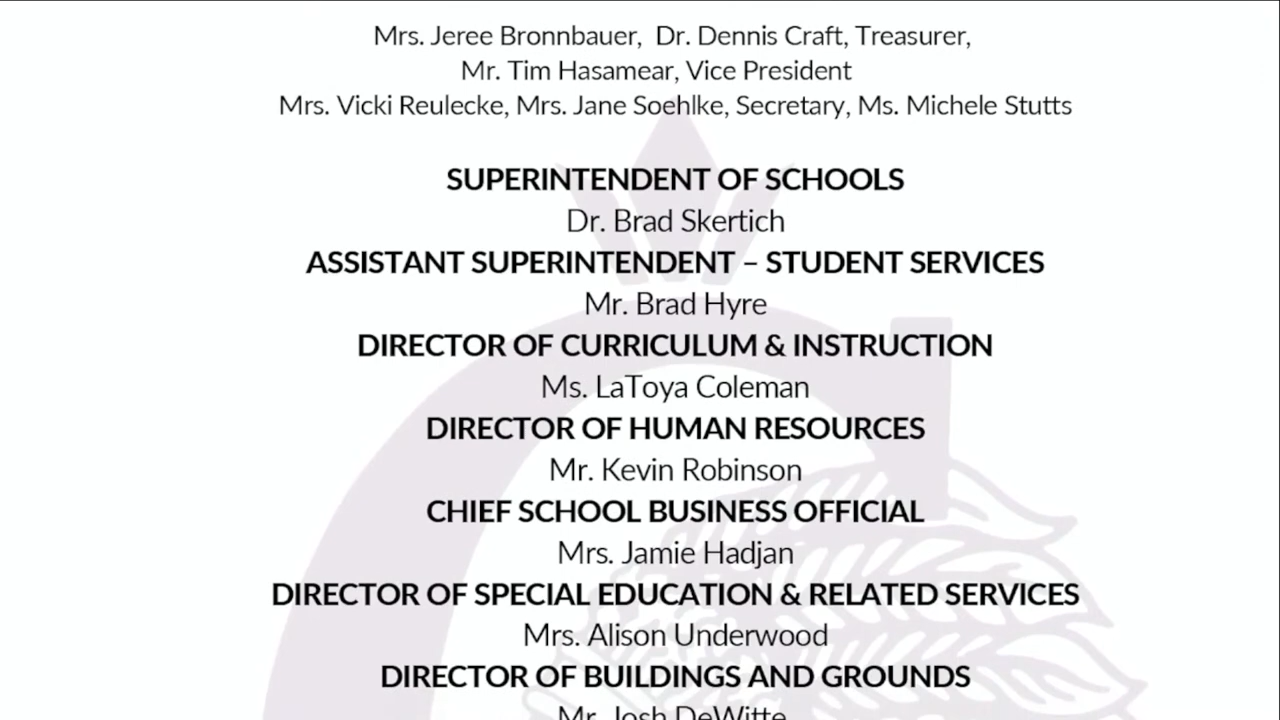 Mrs. Jeree Bronnbauer, Dr. Dennis Craft, Treasurer,
Mr. Tim Hasamear, Vice President
Mrs. Vicki Reulecke, Mrs. Jane Soehlke, Secretary, Ms. Michele Stutts
SUPERINTENDENT OF SCHOOLS
Dr. Brad Skertich
ASSISTANT SUPERINTENDENT – STUDENT SERVICES
Mr. Brad Hyre
DIRECTOR OF CURRICULUM & INSTRUCTION
Ms. LaToya Coleman
DIRECTOR OF HUMAN RESOURCES
Mr. Kevin Robinson
CHIEF SCHOOL BUSINESS OFFICIAL
Mrs. Jamie Hadjan
DIRECTOR OF SPECIAL EDUCATION & RELATED SERVICES
Mrs. Alison Underwood
DIRECTOR OF BUILDINGS AND GROUNDS
Mr. Josh DeWitte